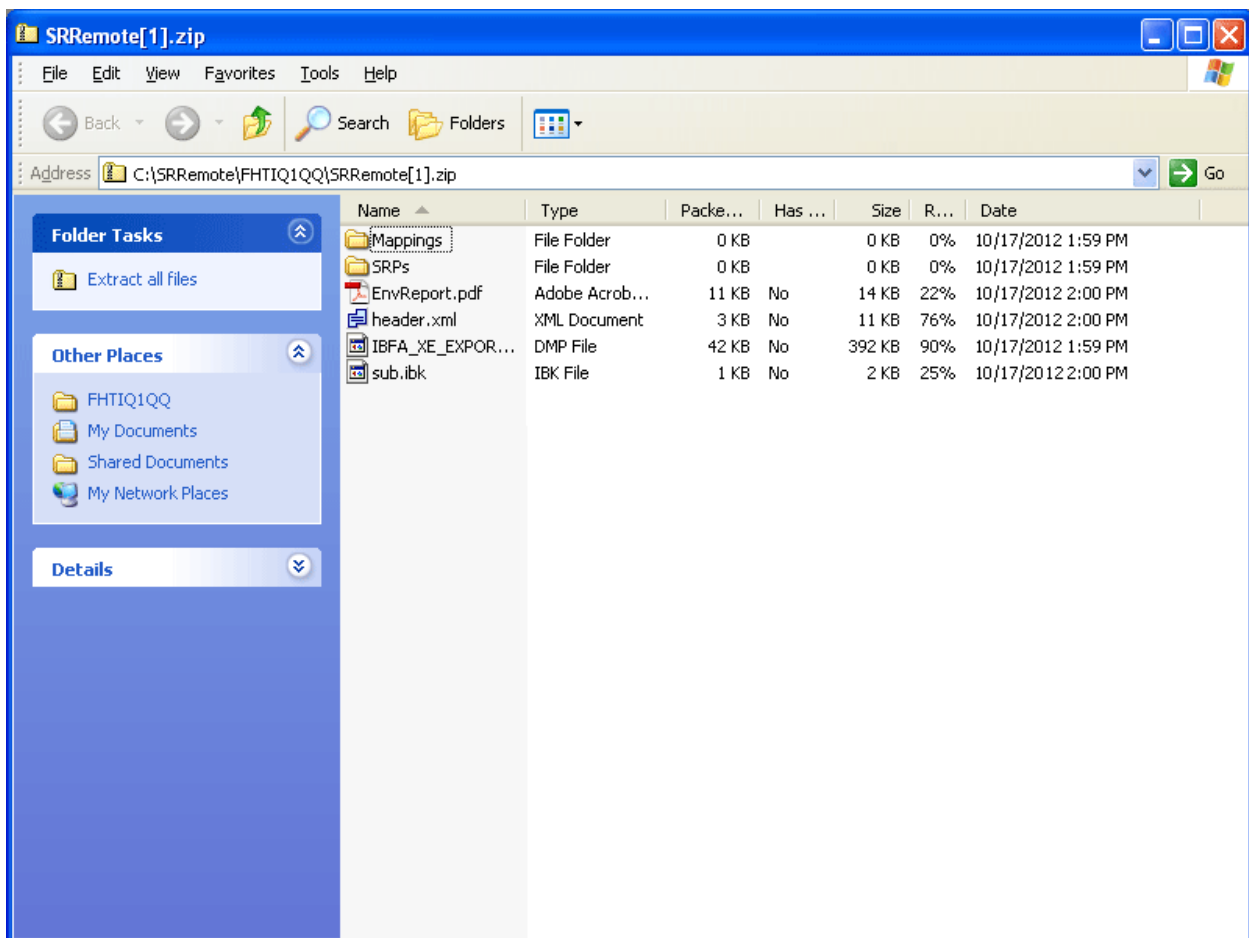 SRRemote[1].zip
File Edit View Favorites Tools Help
Back Search Folders
Address C:\SRRemote\FHTIQ1QQ\SRRemote[1].zip Go
Folder Tasks
Extract all files
Other Places
FHTIQ1QQ
My Documents
Shared Documents
My Network Places
Details
Name Type Packe... Has ... Size R... Date
Mappings File Folder 0 KB 0 KB 0% 10/17/2012 1:59 PM
SRPs File Folder 0 KB 0 KB 0% 10/17/2012 1:59 PM
EnvReport.pdf Adobe Acrob... 11 KB No 14 KB 22% 10/17/2012 2:00 PM
header.xml XML Document 3 KB No 11 KB 76% 10/17/2012 2:00 PM
IBFA_XE_EXPOR... DMP File 42 KB No 392 KB 90% 10/17/2012 1:59 PM
sub.ibk IBK File 1 KB No 2 KB 25% 10/17/2012 2:00 PM